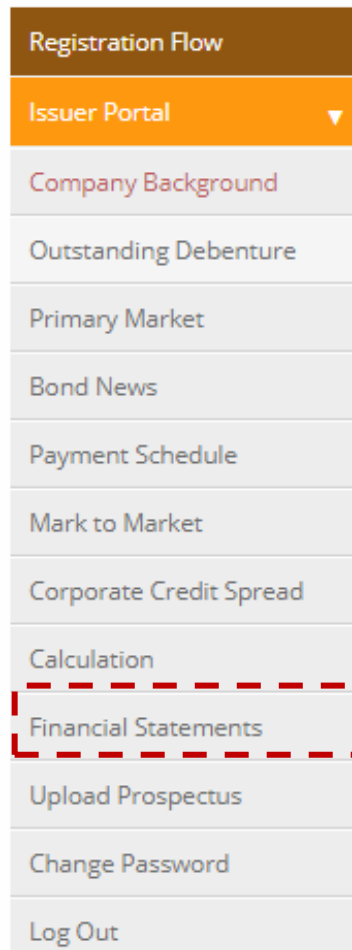 Registration Flow
Issuer Portal
Company Background
Outstanding Debenture
Primary Market
Bond News
Payment Schedule
Mark to Market
Corporate Credit Spread
Calculation
Financial Statements
Upload Prospectus
Change Password
Log Out